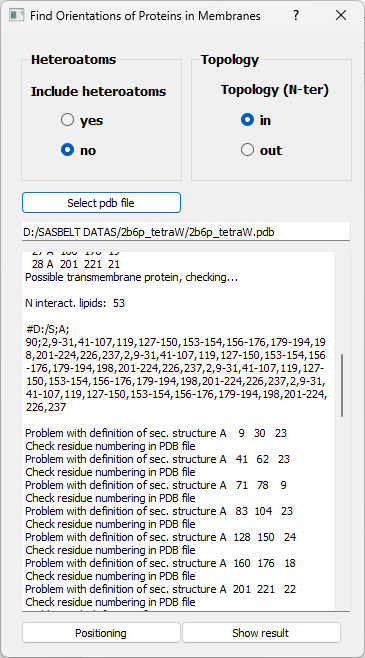 Find Orientations of Proteins in Membranes
Heteroatoms
Topology
Include heteroatoms
Topology (N-ter)
yes
in
no
out
Select pdb file
D:/SASBELT DATAS/2b6p_tetraW/2b6p_tetraW.pdb
28 A 201 221 21
Possible transmembrane protein, checking...
N interact. lipids: 53
#D:/S;A;
90;2,9-31,41-107,119,127-150,153-154,156-176,179-194,19
8,201-224,226,237,2,9-31,41-107,119,127-150,153-154,156
-176,179-194,198,201-224,226,237,2,9-31,41-107,119,127-
150,153-154,156-176,179-194,198,201-224,226,237,2,9-31,
41-107,119,127-150,153-154,156-176,179-194,198,201-224,
226,237
Problem with definition of sec. structure A 9 30 23
Check residue numbering in PDB file
Problem with definition of sec. structure A 41 62 23
Check residue numbering in PDB file
Problem with definition of sec. structure A 71 78 9
Check residue numbering in PDB file
Problem with definition of sec. structure A 83 104 23
Check residue numbering in PDB file
Problem with definition of sec. structure A 128 150 24
Check residue numbering in PDB file
Problem with definition of sec. structure A 160 176 18
Check residue numbering in PDB file
Problem with definition of sec. structure A 201 221 22
Check residue numbering in PDB file
Positioning
Show result